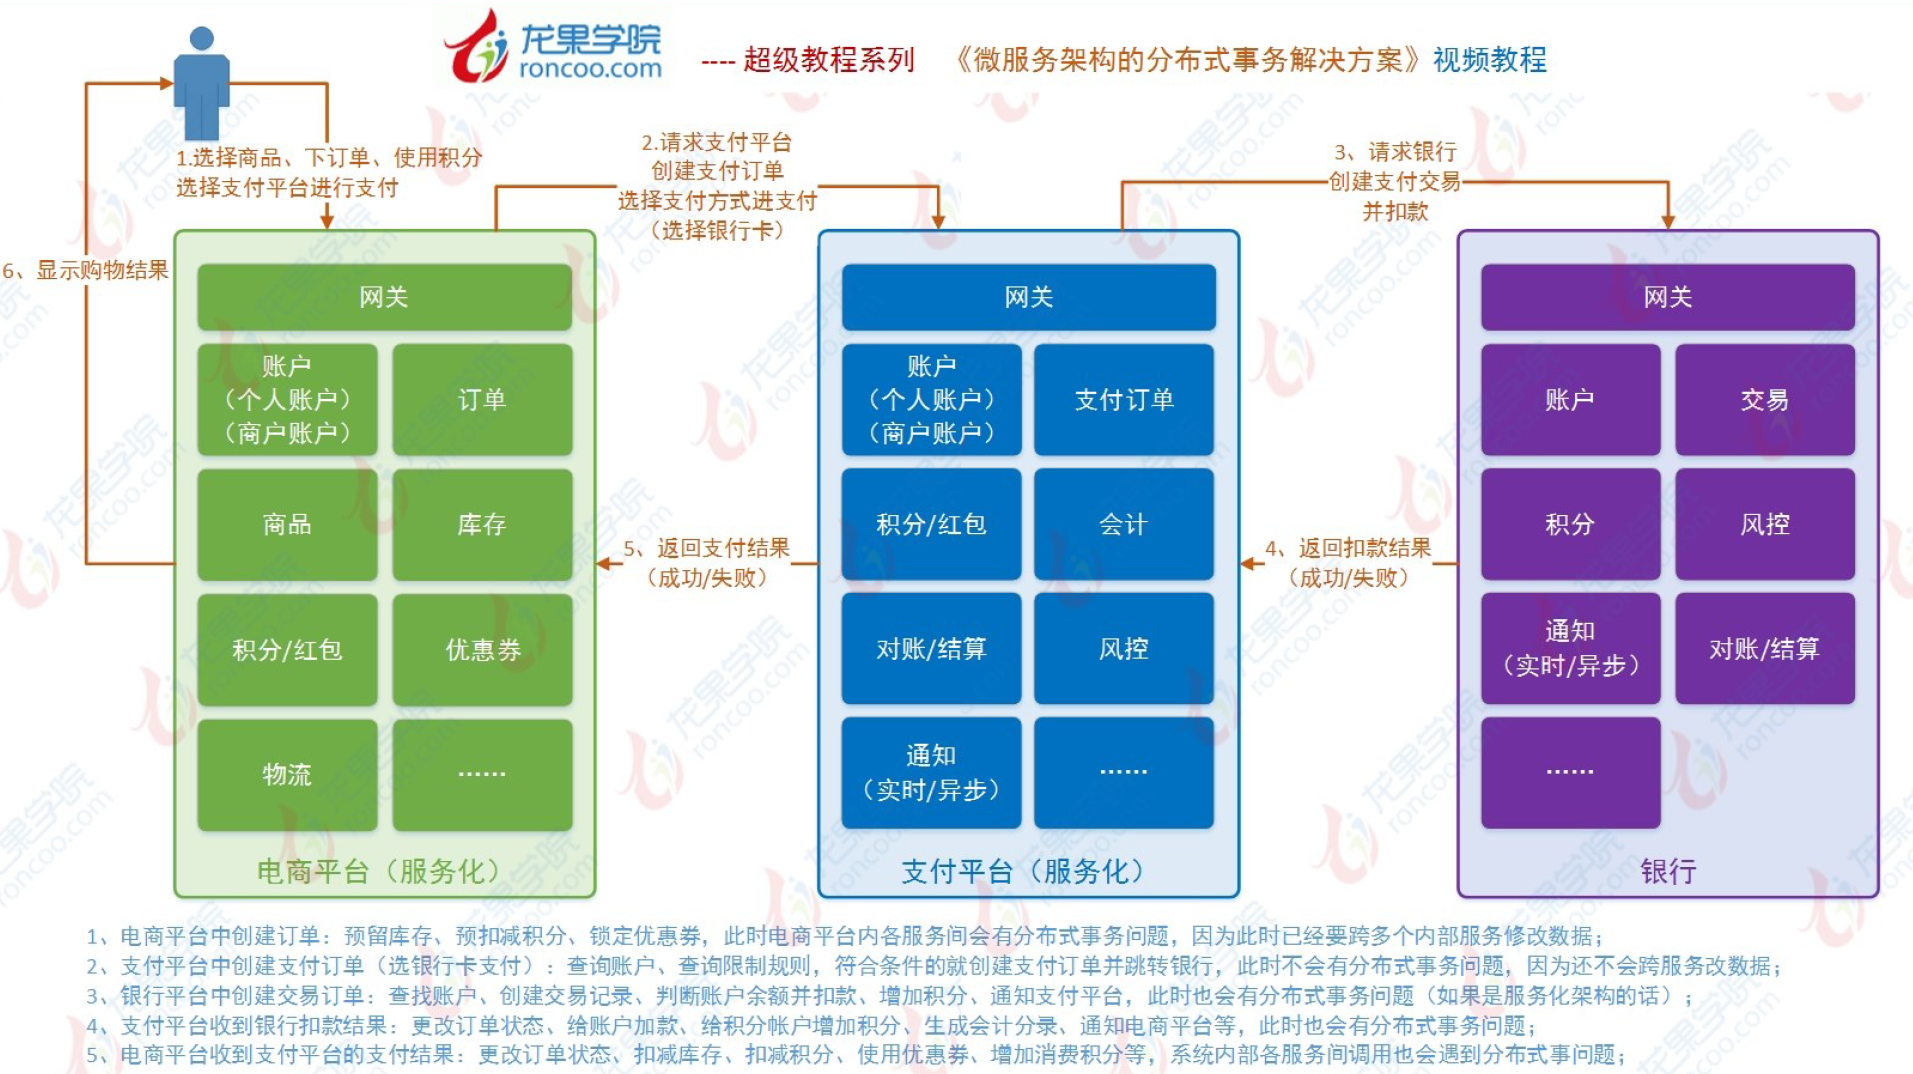 龙果学院
roncoo.com
---- 超级教程系列 《微服务架构的分布式事务解决方案》视频教程
1.选择商品、下订单、使用积分
选择支付平台进行支付
2.请求支付平台
创建支付订单
选择支付方式进支付
（选择银行卡）
3、请求银行
创建支付交易
并扣款
6、显示购物结果
网关
账户
（个人账户）
（商户账户）
订单
商品
库存
积分/红包
优惠券
物流
……
电商平台（服务化）
5、返回支付结果
（成功/失败）
网关
账户
（个人账户）
（商户账户）
支付订单
积分/红包
会计
对账/结算
风控
通知
（实时/异步）
……
支付平台（服务化）
4、返回扣款结果
（成功/失败）
网关
账户
交易
积分
风控
通知
（实时/异步）
对账/结算
……
银行
1、电商平台中创建订单：预留库存、预扣减积分、锁定优惠券，此时电商平台内各服务间会有分布式事务问题，因为此时已经要跨多个内部服务修改数据；
2、支付平台中创建支付订单（选银行卡支付）：查询账户、查询限制规则，符合条件的就创建支付订单并跳转银行，此时不会有分布式事务问题，因为还不会跨服务改数据；
3、银行平台中创建交易订单：查找账户、创建交易记录、判断账户余额并扣款、增加积分、通知支付平台，此时也会有分布式事务问题（如果是服务化架构的话）；
4、支付平台收到银行扣款结果：更改订单状态、给账户加款、给积分帐户增加积分、生成会计分录、通知电商平台等，此时也会有分布式事务问题；
5、电商平台收到支付平台的支付结果：更改订单状态、扣减库存、扣减积分、使用优惠券、增加消费积分等，系统内部各服务间调用也会遇到分布式事问题；